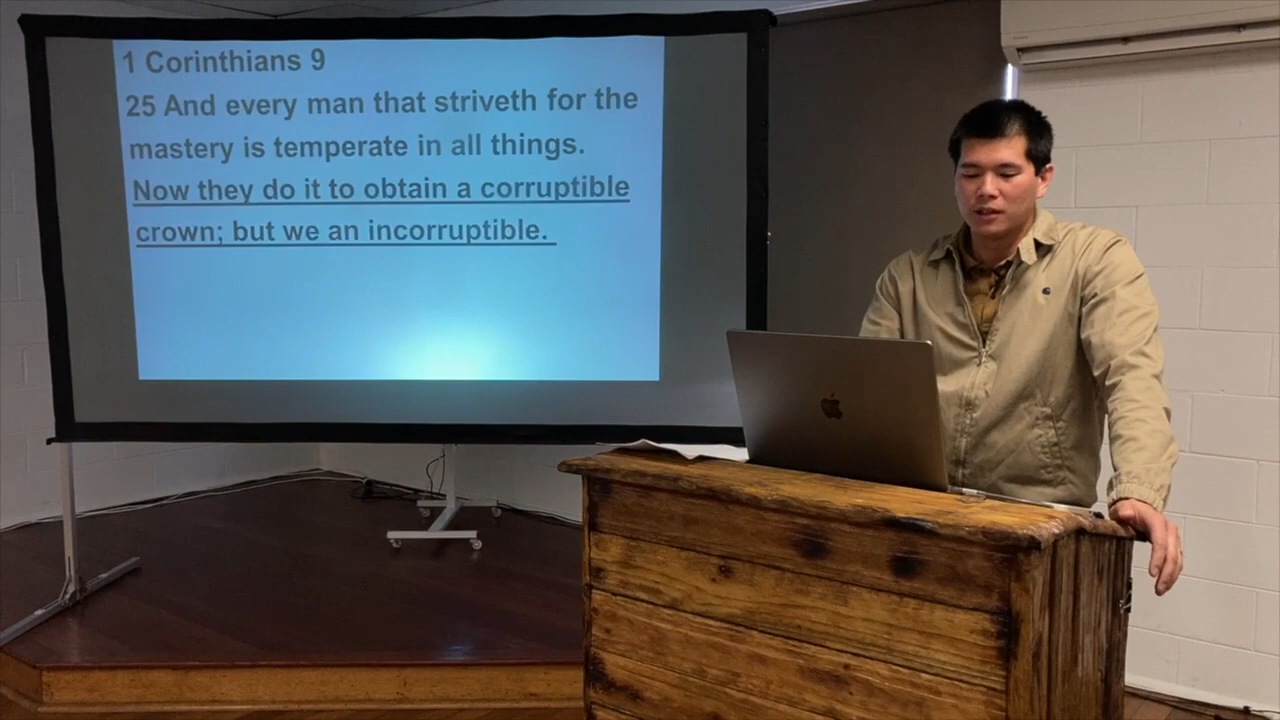 1 Corinthians 9
25 And every man that striveth for the
mastery is temperate in all things.
Now they do it to obtain a corruptible
crown; but we an incorruptible.